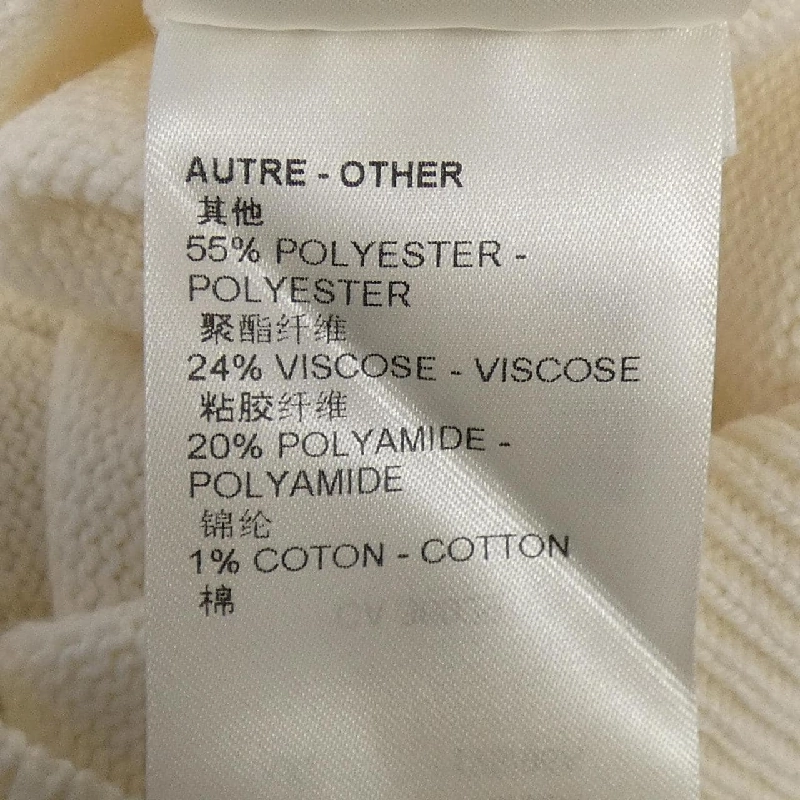 AUTRE - OTHER
其他
55% POLYESTER -
POLYESTER
聚酯纤维
24% VISCOSE - VISCOSE
粘胶纤维
20% POLYAMIDE -
POLYAMIDE
锦纶
1% COTON - COTTON
棉